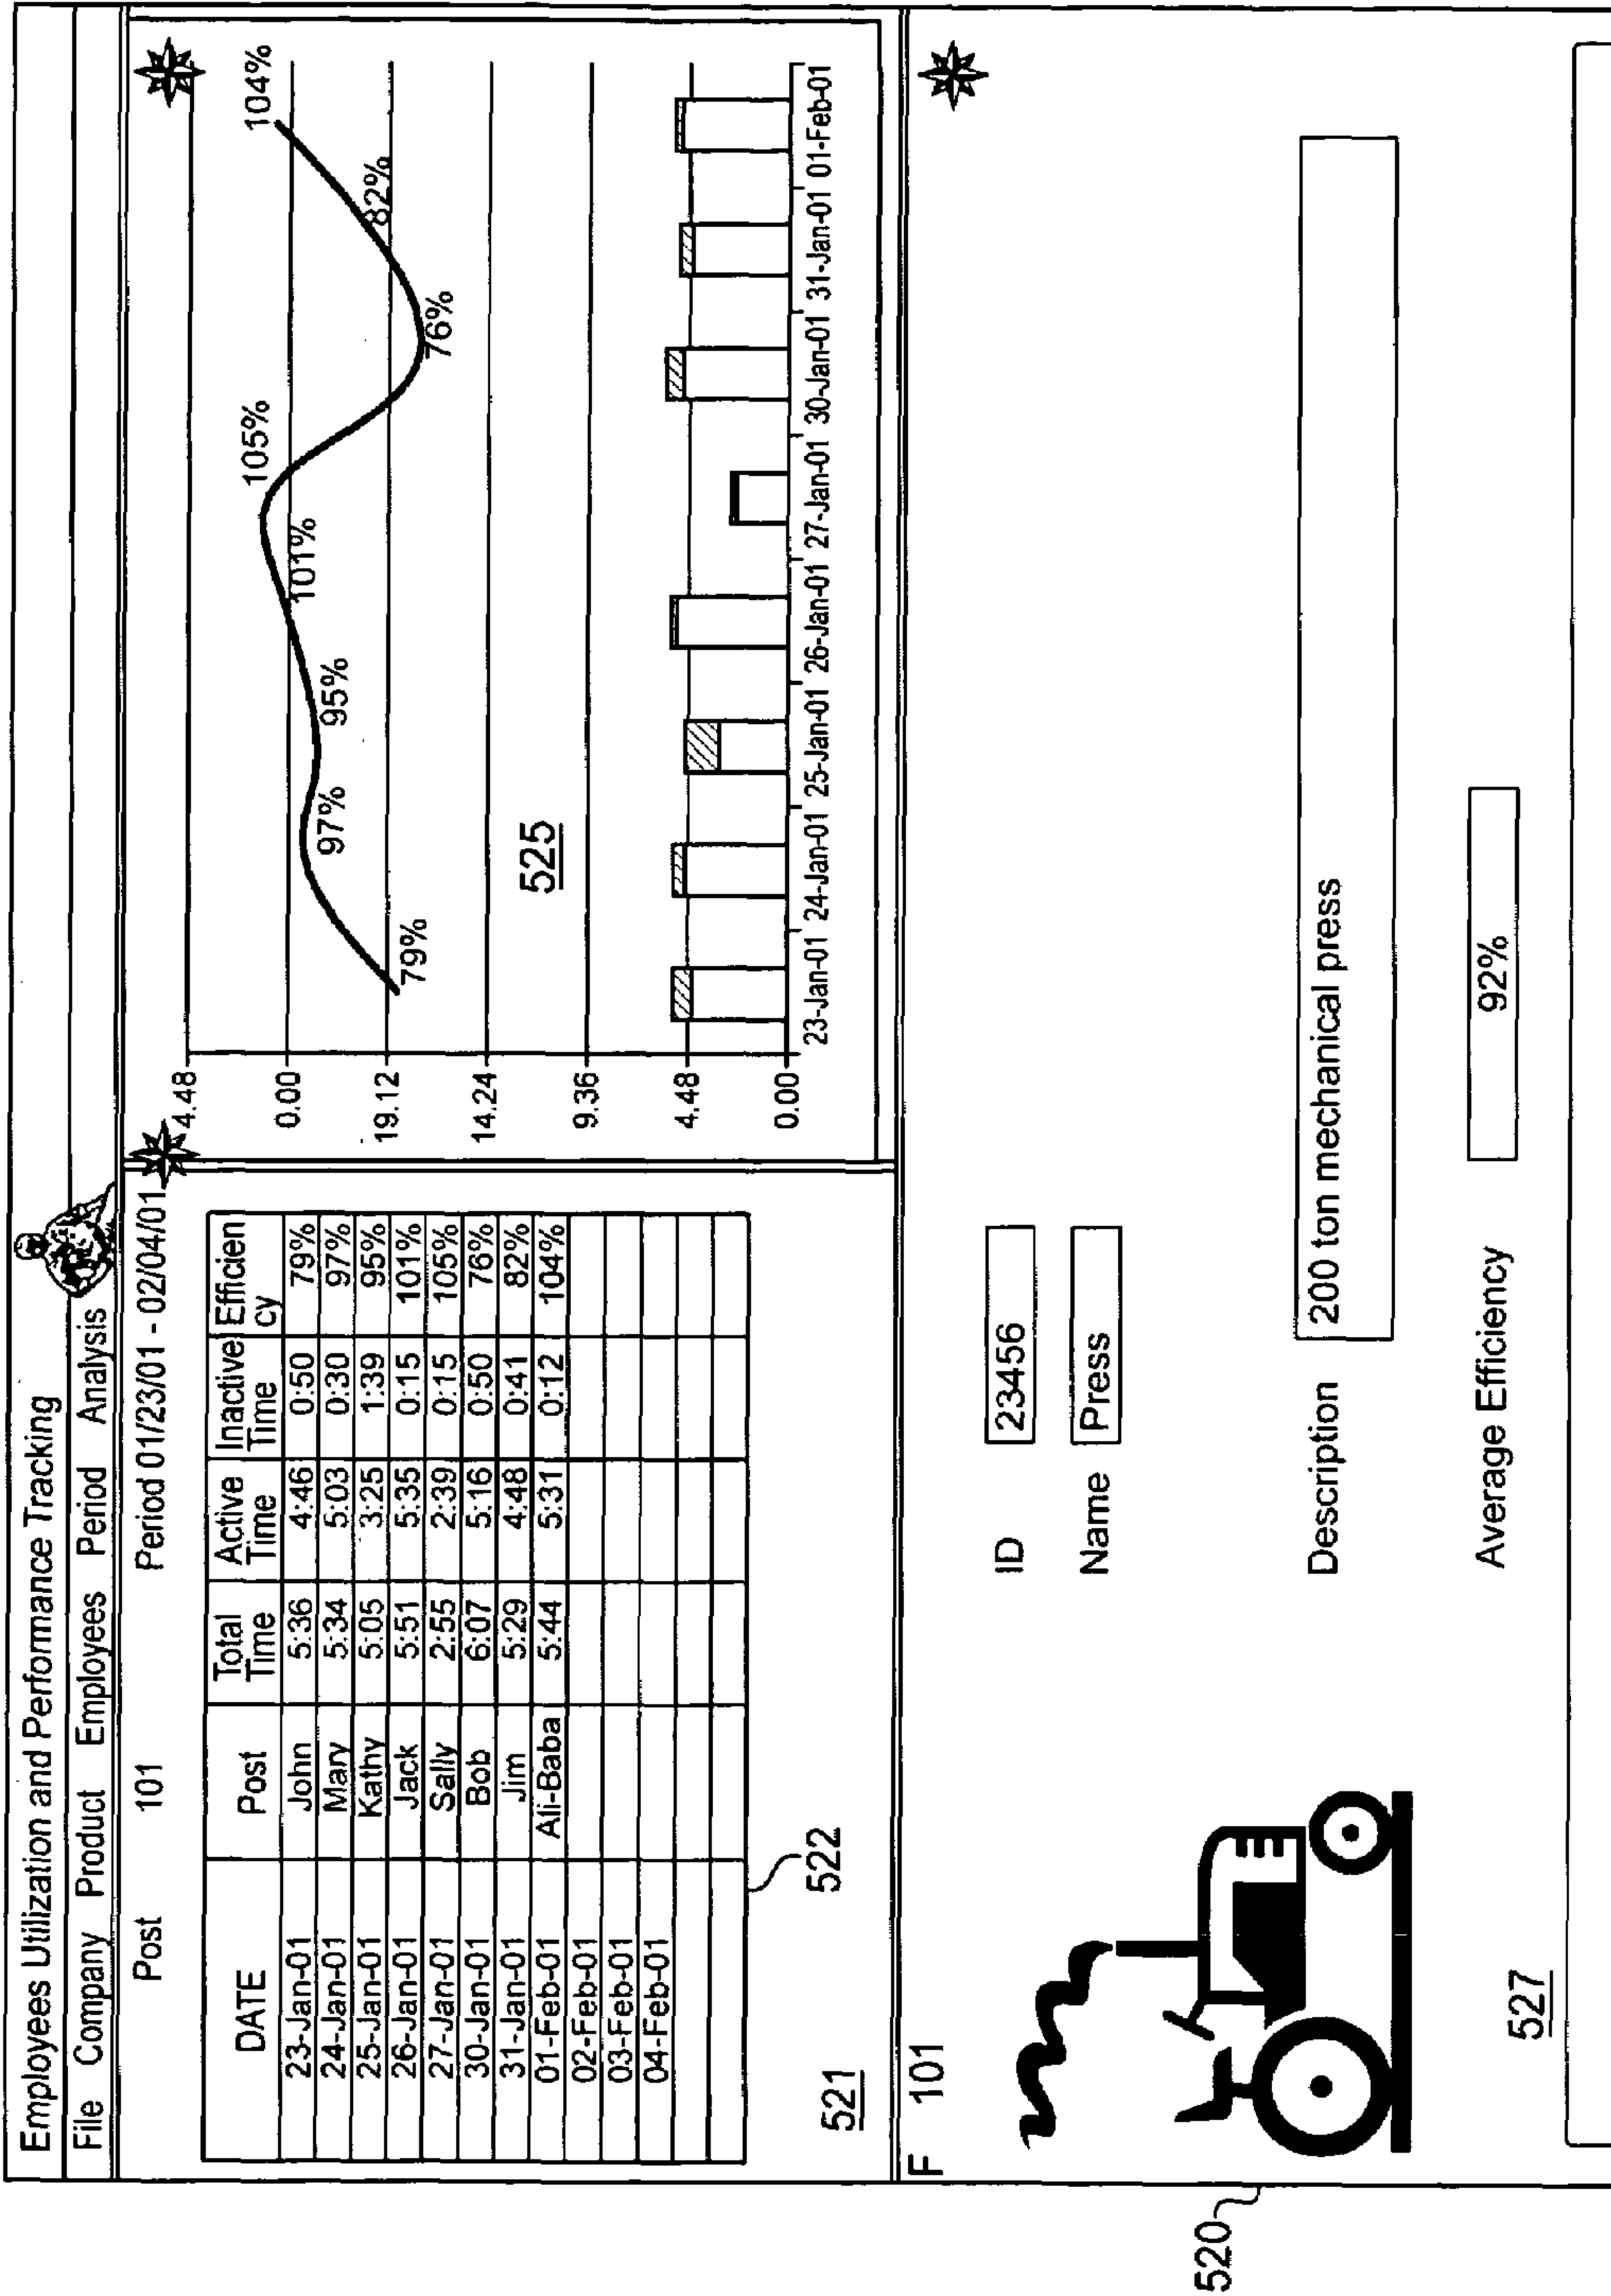 Employees Utilization and Performance Tracking
File Company Product Employees Period Analysis
Post 101 Period 01/23/01 - 02/04/01
DATE Post Total Time Active Time Inactive Time Efficien cy
23-Jan-01 John 5:36 4:46 0:50 79%
24-Jan-01 Mary 5:34 5:03 0:30 97%
25-Jan-01 Kathy 5:05 3:25 1:39 95%
26-Jan-01 Jack 5:51 5:35 0:15 101%
27-Jan-01 Sally 2:55 2:39 0:15 105%
30-Jan-01 Bob 6:07 5:16 0:50 76%
31-Jan-01 Jim 5:29 4:48 0:41 82%
01-Feb-01 Ali-Baba 5:44 5:31 0:12 104%
02-Feb-01
03-Feb-01
04-Feb-01
521
522
4.48
0.00
19.12
14.24
9.36
4.48
0.00
79%
97%
95%
101%
105%
76%
82%
104%
525
23-Jan-01 24-Jan-01 25-Jan-01 26-Jan-01 27-Jan-01 30-Jan-01 31-Jan-01 01-Feb-01
F 101
ID 23456
Name Press
Description 200 ton mechanical press
Average Efficiency 92%
527
520